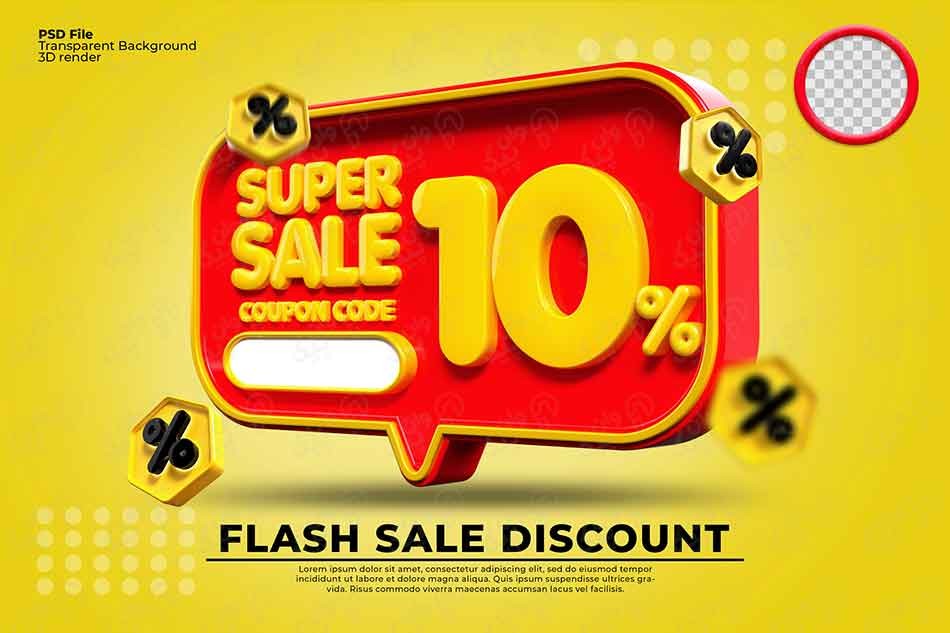 PSD File
Transparent Background
3D render
%
%
SUPER
SALE
COUPON CODE
10%
%
%
FLASH SALE DISCOUNT
Lorem ipsum dolor sit amet, consectetur adipiscing elit, sed do eiusmod tempor
incididunt ut labore et dolore magna aliqua. Quis ipsum suspendisse ultrices gra-
vida. Risus commodo viverra maecenas accumsan lacus vel facilisis.